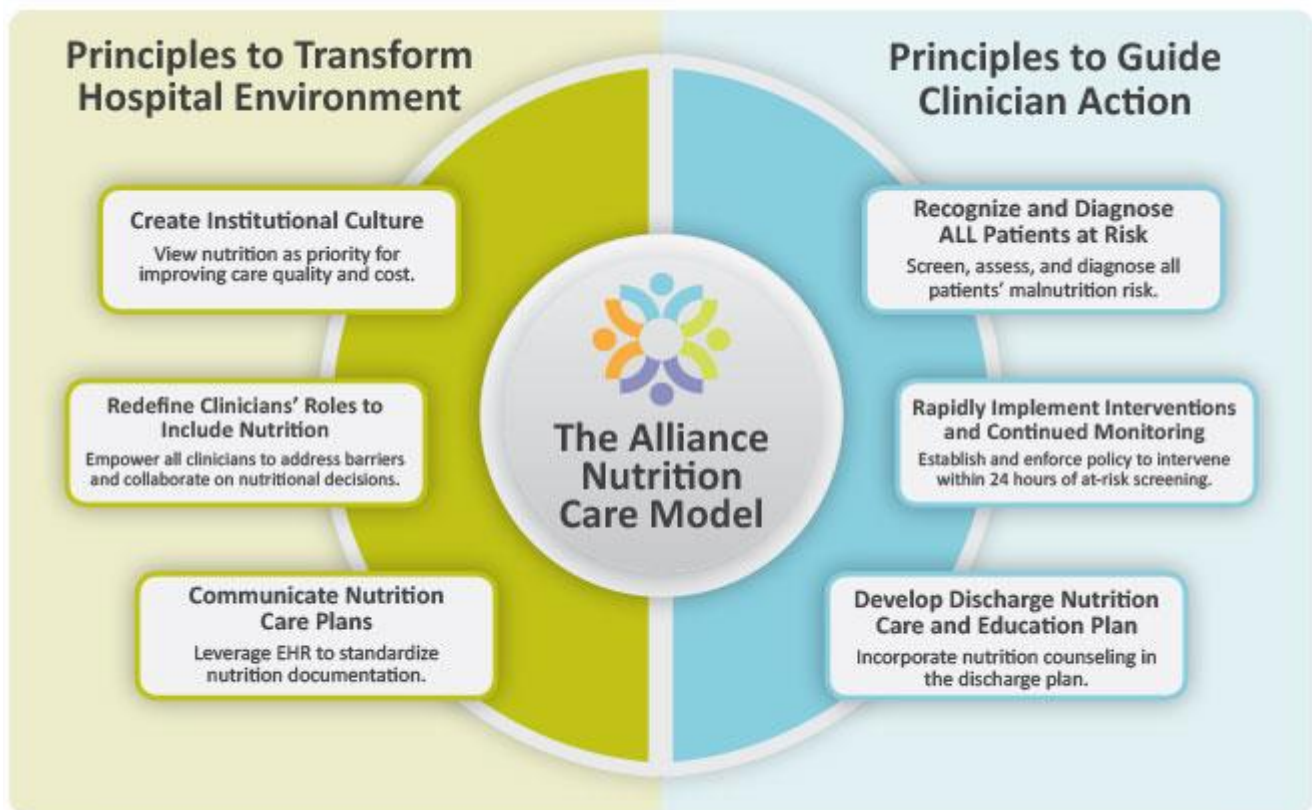 Principles to Transform
Hospital Environment
Create Institutional Culture
View nutrition as priority for
improving care quality and cost.
Redefine Clinicians' Roles to
Include Nutrition
Empower all clinicians to address barriers
and collaborate on nutritional decisions.
Communicate Nutrition
Care Plans
Leverage EHR to standardize
nutrition documentation.
The Alliance
Nutrition
Care Model
Principles to Guide
Clinician Action
Recognize and Diagnose
ALL Patients at Risk
Screen, assess, and diagnose all
patients' malnutrition risk.
Rapidly Implement Interventions
and Continued Monitoring
Establish and enforce policy to intervene
within 24 hours of at-risk screening.
Develop Discharge Nutrition
Care and Education Plan
Incorporate nutrition counseling in
the discharge plan.